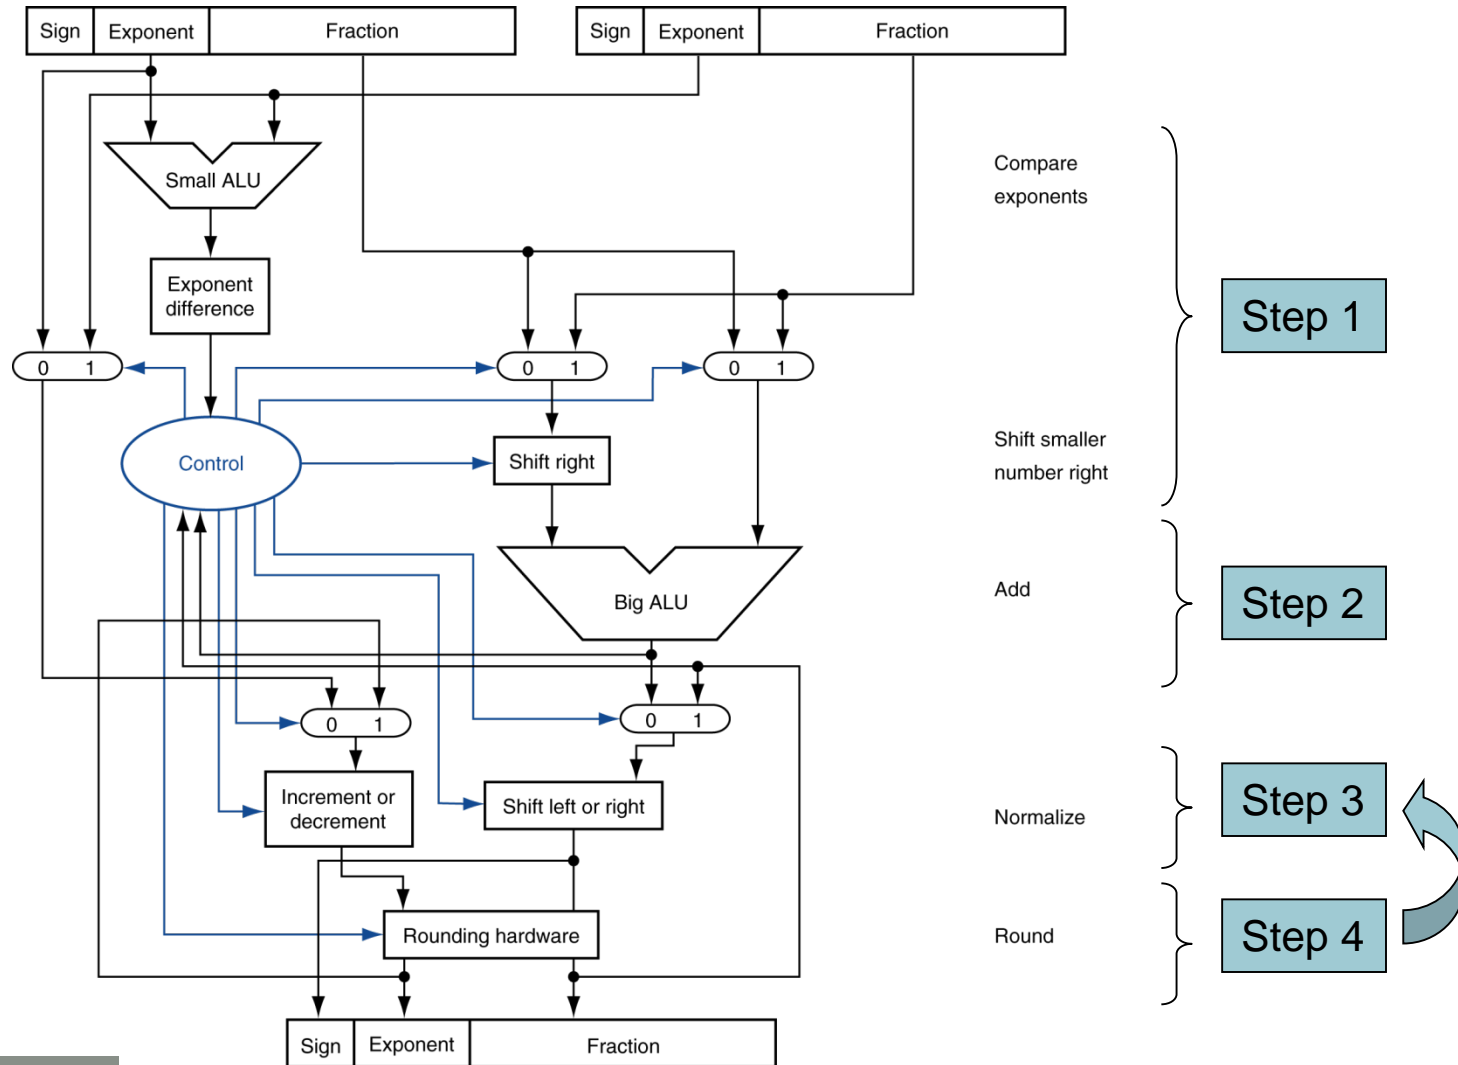 Sign Exponent Fraction
Sign Exponent Fraction
Small ALU
Compare
exponents
Exponent
difference
Step 1
0 1
0 1
0 1
Control
Shift right
Shift smaller
number right
Big ALU
Add
Step 2
0 1
0 1
Increment or
decrement
Shift left or right
Normalize
Step 3
Rounding hardware
Round
Step 4
Sign Exponent Fraction